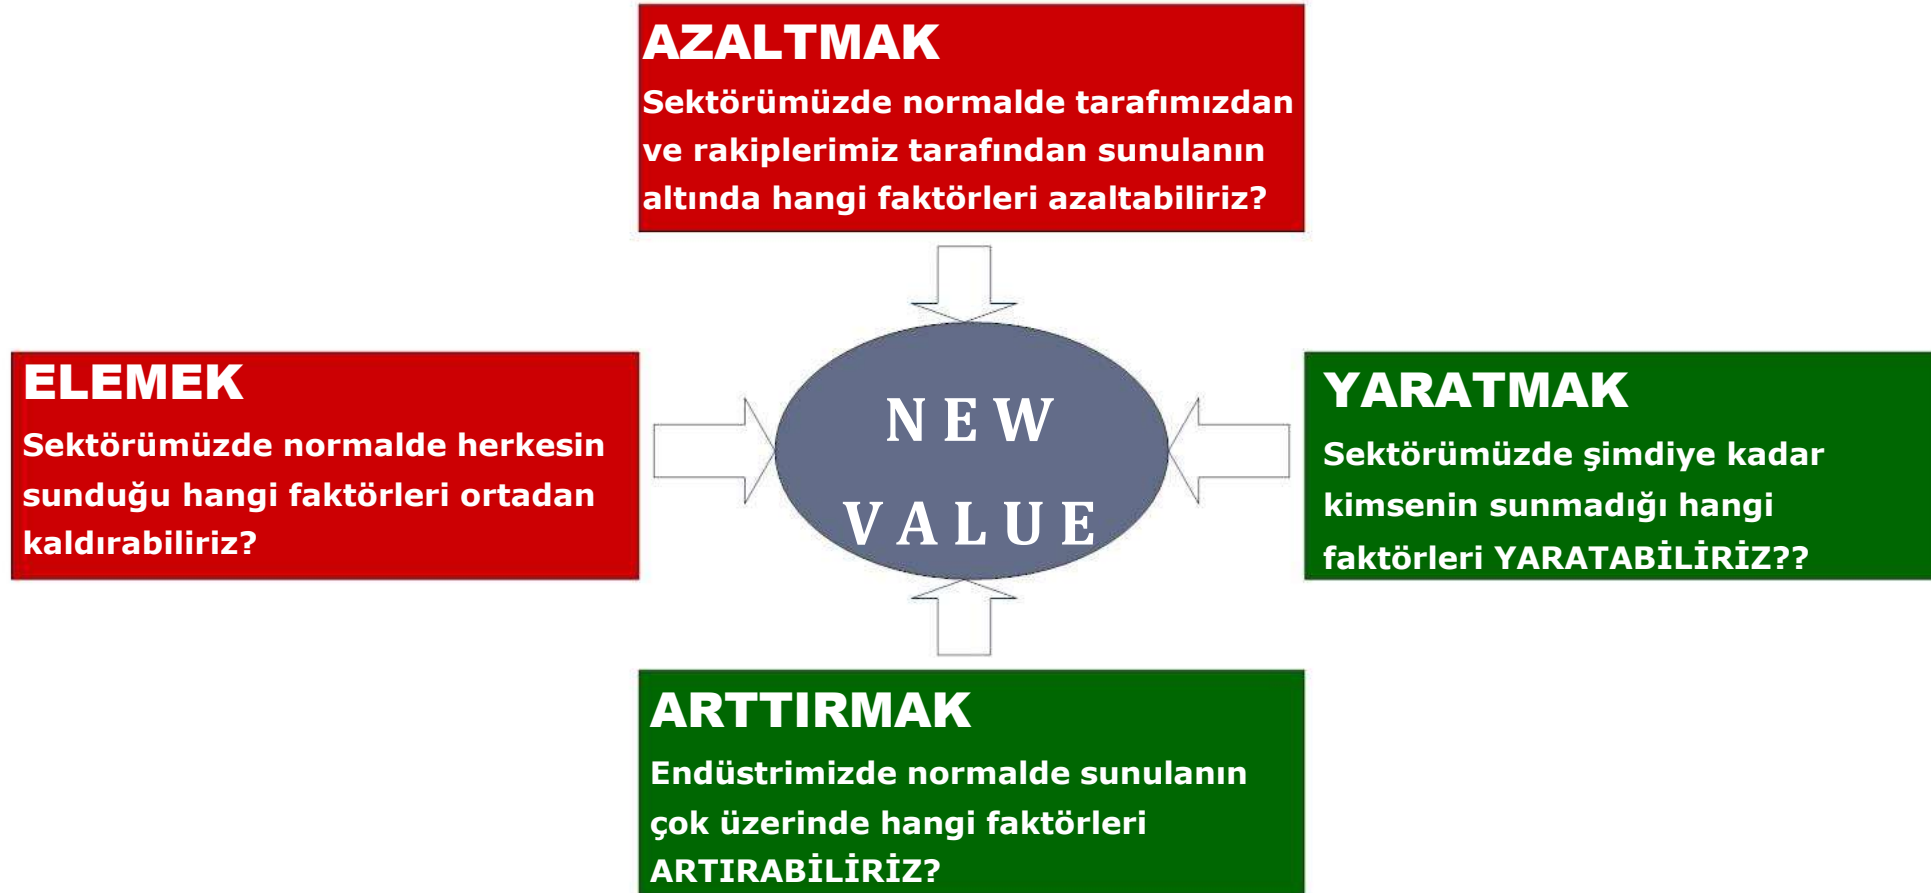 AZALTMAK
Sektörümüzde normalde tarafımızdan
ve rakiplerimiz tarafından sunulanın
altında hangi faktörleri azaltabiliriz?
ELEMEK
Sektörümüzde normalde herkesin
sunduğu hangi faktörleri ortadan
kaldırabiliriz?
NEW
VALUE
YARATMAK
Sektörümüzde şimdiye kadar
kimsenin sunmadığı hangi
faktörleri YARATABİLİRİZ??
ARTTIRMAK
Endüstrimizde normalde sunulanın
çok üzerinde hangi faktörleri
ARTIRABİLİRİZ?